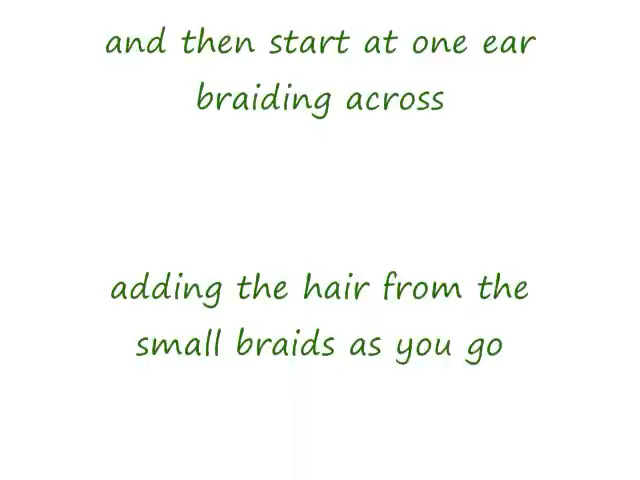 and then start at one ear
braiding across
adding the hair from the
small braids as you go